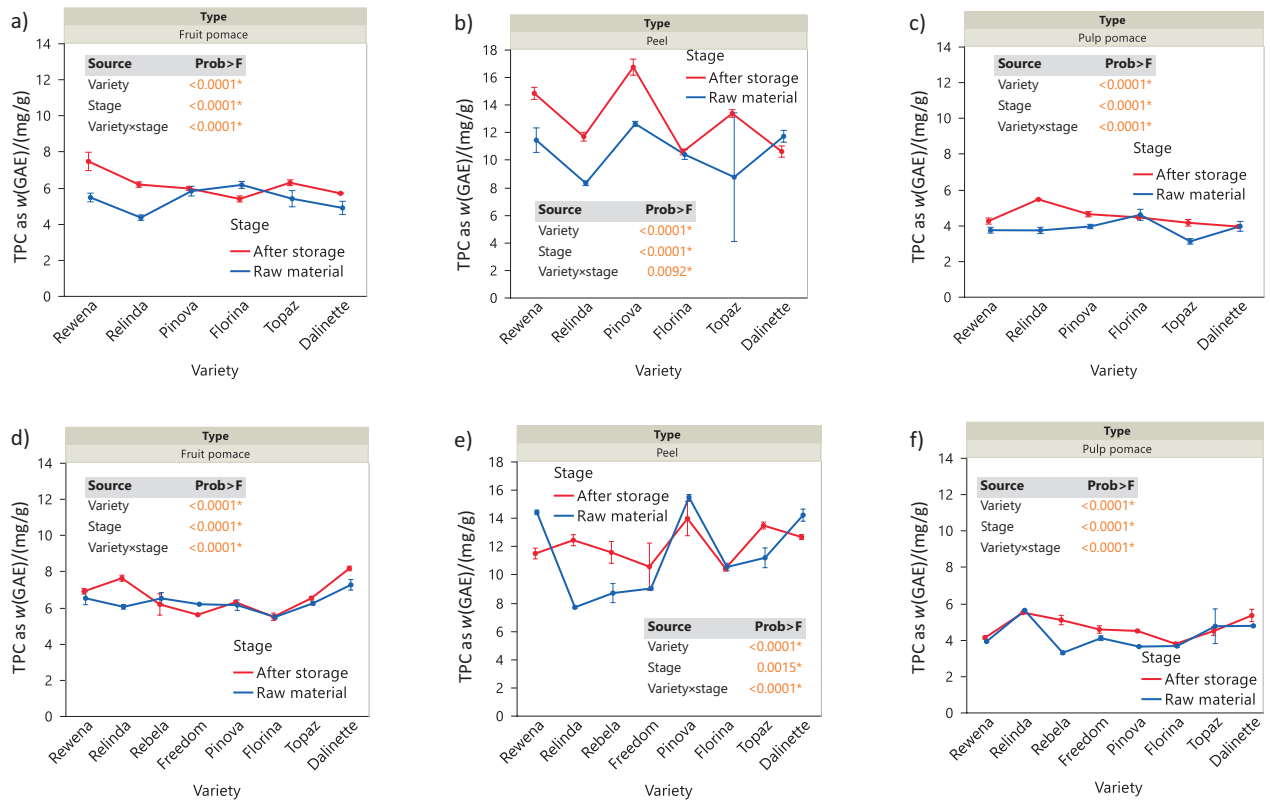 a)
Type
Fruit pomace
TPC as w(GAE)/(mg/g)
14
12
10
8
6
4
2
0
Source Prob>F
Variety <0.0001*
Stage <0.0001*
Variety×stage <0.0001*
Stage
After storage
Raw material
Rewena Relinda Pinova Florina Topaz Dalinette
Variety
b)
Type
Peel
TPC as w(GAE)/(mg/g)
18
16
14
12
10
8
6
4
2
0
Stage
After storage
Raw material
Source Prob>F
Variety <0.0001*
Stage <0.0001*
Variety×stage 0.0092*
Rewena Relinda Pinova Florina Topaz Dalinette
Variety
c)
Type
Pulp pomace
TPC as w(GAE)/(mg/g)
14
12
10
8
6
4
2
0
Source Prob>F
Variety <0.0001*
Stage <0.0001*
Variety×stage <0.0001*
Stage
After storage
Raw material
Rewena Relinda Pinova Florina Topaz Dalinette
Variety
d)
Type
Fruit pomace
TPC as w(GAE)/(mg/g)
14
12
10
8
6
4
2
0
Source Prob>F
Variety <0.0001*
Stage <0.0001*
Variety×stage <0.0001*
Stage
After storage
Raw material
Rewena Relinda Rebela Freedom Pinova Florina Topaz Dalinette
Variety
e)
Type
Peel
TPC as w(GAE)/(mg/g)
18
16
14
12
10
8
6
4
2
0
Stage
After storage
Raw material
Source Prob>F
Variety <0.0001*
Stage 0.0015*
Variety×stage <0.0001*
Rewena Relinda Rebela Freedom Pinova Florina Topaz Dalinette
Variety
f)
Type
Pulp pomace
TPC as w(GAE)/(mg/g)
14
12
10
8
6
4
2
0
Source Prob>F
Variety <0.0001*
Stage <0.0001*
Variety×stage <0.0001*
Stage
After storage
Raw material
Rewena Relinda Rebela Freedom Pinova Florina Topaz Dalinette
Variety